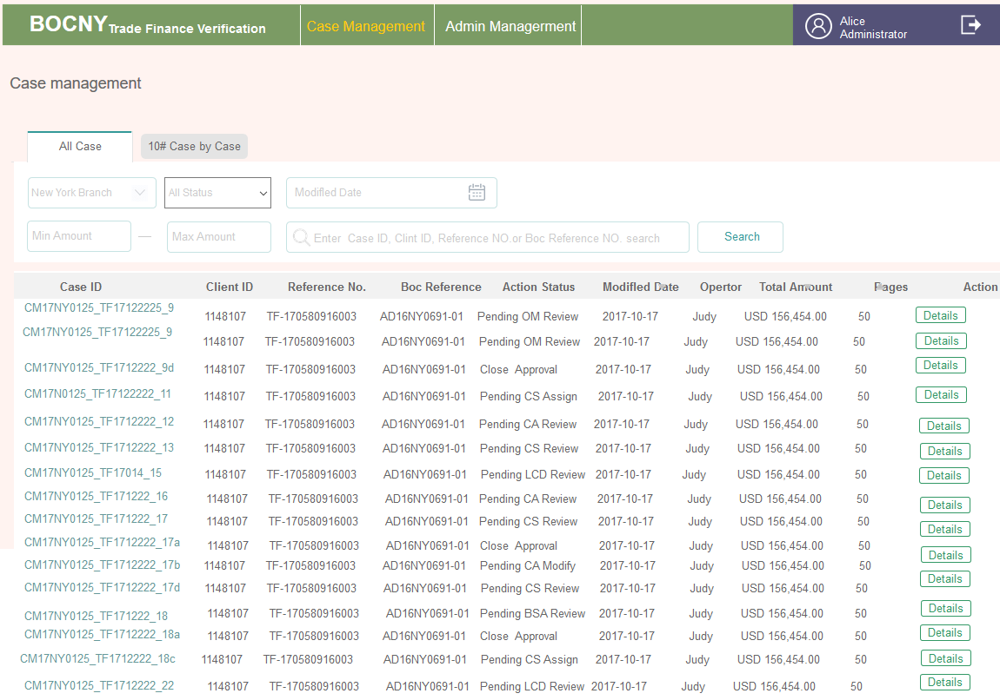 BOCNY Trade Finance Verification Case Management Admin Managerment Alice
Administrator
Case management
All Case 10# Case by Case
New York Branch All Status Modified Date
Min Amount — Max Amount Enter Case ID, Clint ID, Reference NO.or Boc Reference NO. search Search
Case ID Client ID Reference No. Boc Reference Action Status Modified Date Opertor Total Amount Pages Action
CM17NY0125_TF17122225_9 1148107 TF-170580916003 AD16NY0691-01 Pending OM Review 2017-10-17 Judy USD 156,454.00 50 Details
CM17NY0125_TF17122225_9 1148107 TF-170580916003 AD16NY0691-01 Pending OM Review 2017-10-17 Judy USD 156,454.00 50 Details
CM17NY0125_TF1712222_9d 1148107 TF-170580916003 AD16NY0691-01 Close Approval 2017-10-17 Judy USD 156,454.00 50 Details
CM17N0125_TF17122222_11 1148107 TF-170580916003 AD16NY0691-01 Pending CS Assign 2017-10-17 Judy USD 156,454.00 50 Details
CM17NY0125_TF1712222_12 1148107 TF-170580916003 AD16NY0691-01 Pending CA Review 2017-10-17 Judy USD 156,454.00 50 Details
CM17NY0125_TF1712222_13 1148107 TF-170580916003 AD16NY0691-01 Pending CS Review 2017-10-17 Judy USD 156,454.00 50 Details
CM17NY0125_TF17014_15 1148107 TF-170580916003 AD16NY0691-01 Pending LCD Review 2017-10-17 Judy USD 156,454.00 50 Details
CM17NY0125_TF171222_16 1148107 TF-170580916003 AD16NY0691-01 Pending CA Review 2017-10-17 Judy USD 156,454.00 50 Details
CM17NY0125_TF171222_17 1148107 TF-170580916003 AD16NY0691-01 Pending CS Review 2017-10-17 Judy USD 156,454.00 50 Details
CM17NY0125_TF1712222_17a 1148107 TF-170580916003 AD16NY0691-01 Close Approval 2017-10-17 Judy USD 156,454.00 50 Details
CM17NY0125_TF1712222_17b 1148107 TF-170580916003 AD16NY0691-01 Pending CA Modify 2017-10-17 Judy USD 156,454.00 50 Details
CM17NY0125_TF1712222_17d 1148107 TF-170580916003 AD16NY0691-01 Pending CS Review 2017-10-17 Judy USD 156,454.00 50 Details
CM17NY0125_TF171222_18 1148107 TF-170580916003 AD16NY0691-01 Pending BSA Review 2017-10-17 Judy USD 156,454.00 50 Details
CM17NY0125_TF1712222_18a 1148107 TF-170580916003 AD16NY0691-01 Close Approval 2017-10-17 Judy USD 156,454.00 50 Details
CM17NY0125_TF1712222_18c 1148107 TF-170580916003 AD16NY0691-01 Pending CS Assign 2017-10-17 Judy USD 156,454.00 50 Details
CM17NY0125_TF1712222_22 1148107 TF-170580916003 AD16NY0691-01 Pending LCD Review 2017-10-17 Judy USD 156,454.00 50 Details